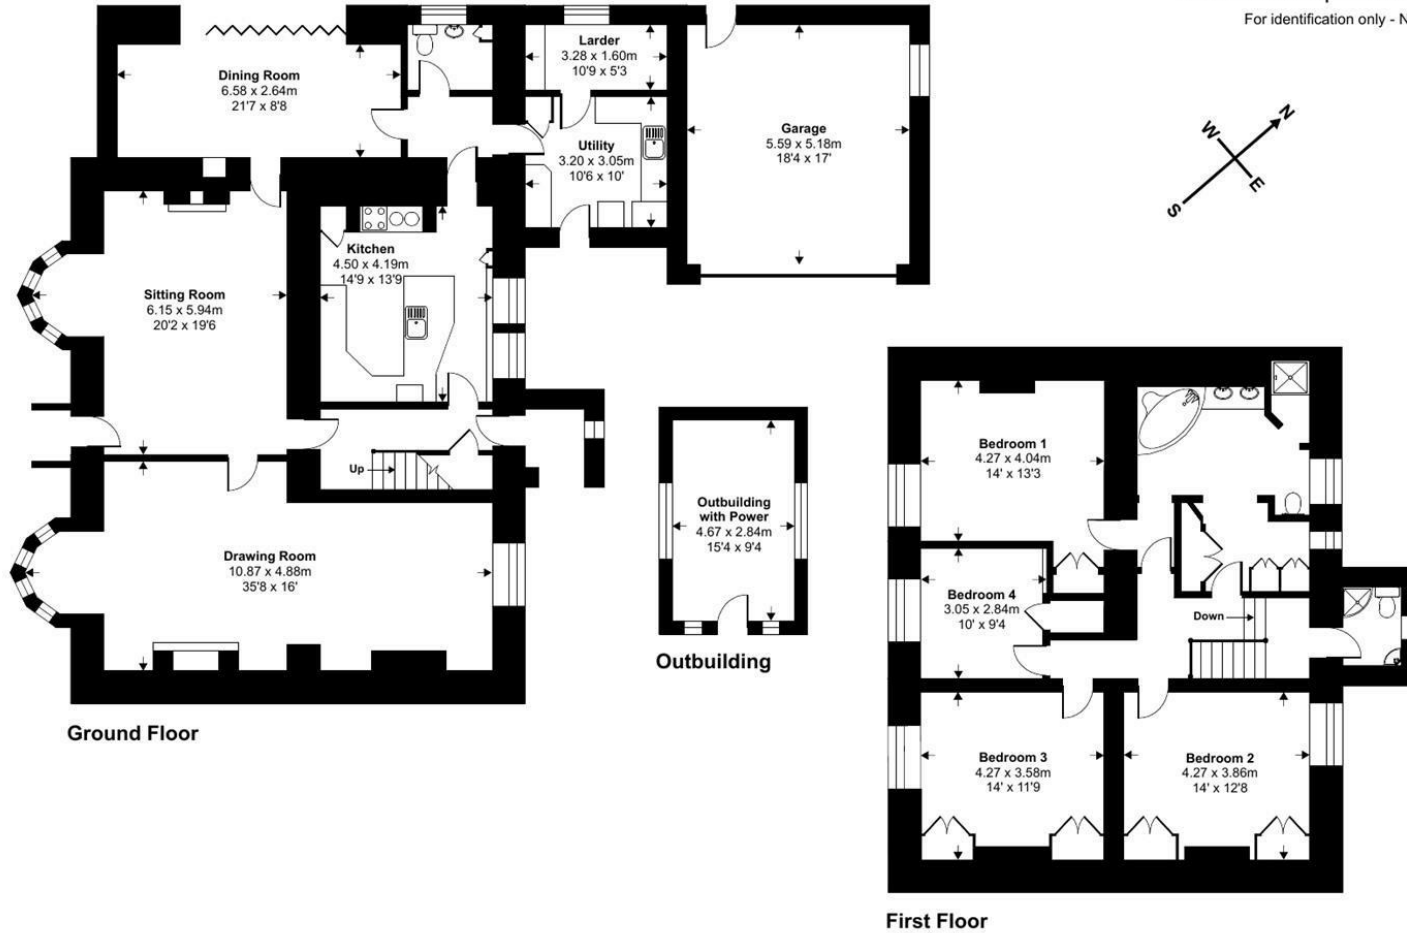 For identification only - N
Larder
3.28 x 1.60m
10'9 x 5'3
Dining Room
6.58 x 2.64m
21'7 x 8'8
Garage
5.59 x 5.18m
18'4 x 17'
Utility
3.20 x 3.05m
10'6 x 10'
N
W
E
S
Kitchen
4.50 x 4.19m
14'9 x 13'9
Sitting Room
6.15 x 5.94m
20'2 x 19'6
Up
Drawing Room
10.87 x 4.88m
35'8 x 16'
Ground Floor
Outbuilding
with Power
4.67 x 2.84m
15'4 x 9'4
Outbuilding
Bedroom 1
4.27 x 4.04m
14' x 13'3
Bedroom 4
3.05 x 2.84m
10' x 9'4
Down
Bedroom 3
4.27 x 3.58m
14' x 11'9
Bedroom 2
4.27 x 3.86m
14' x 12'8
First Floor